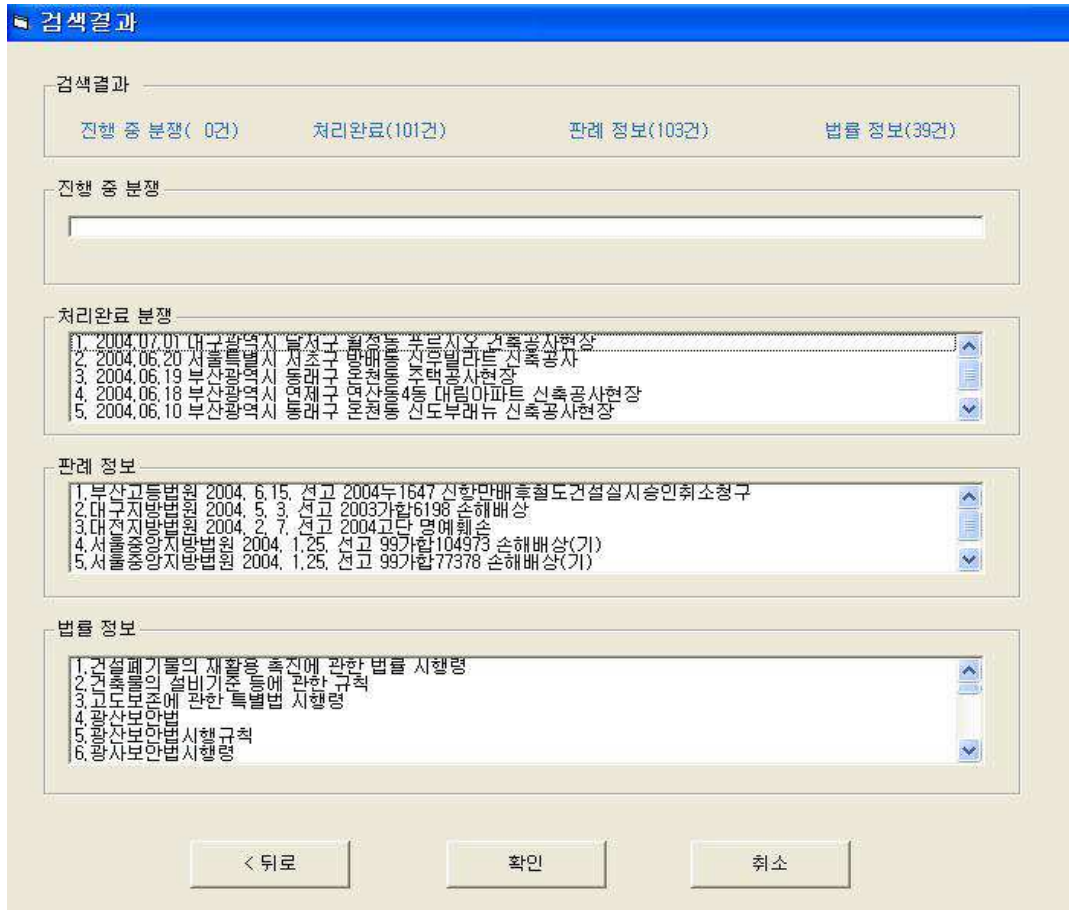 검색결과
검색결과
진행 중 분쟁( 0건) 처리완료(101건) 판례 정보(103건) 법률 정보(39건)
진행 중 분쟁
처리완료 분쟁
1, 2004.07.01 대구광역시 달서구 월성동 푸르지오 건축공사현장
2, 2004.06.20 서울특별시 서초구 방배동 신우빌라트 신축공사
3, 2004.06.19 부산광역시 동래구 온천동 주택공사현장
4, 2004.06.18 부산광역시 연제구 연산동4동 대림아파트 신축공사현장
5, 2004.06.10 부산광역시 동래구 온천동 신도부래뉴 신축공사현장
판례 정보
1.부산고등법원 2004. 6.15. 선고 2004두1647 신항만배후철도건설실시승인취소청구
2.대구지방법원 2004. 5. 3. 선고 2003가합6198 손해배상
3.대전지방법원 2004. 2. 7. 선고 2004고단 명예훼손
4.서울중앙지방법원 2004. 1.25. 선고 99가합104973 손해배상(기)
5.서울중앙지방법원 2004. 1.25. 선고 99가합77378 손해배상(기)
법률 정보
1.건설폐기물의 재활용 촉진에 관한 법률 시행령
2.건축물의 설비기준 등에 관한 규칙
3.고도보존에 관한 특별법 시행령
4.광산보안법
5.광산보안법시행규칙
6.광사보안법시행령
< 뒤로 확인 취소